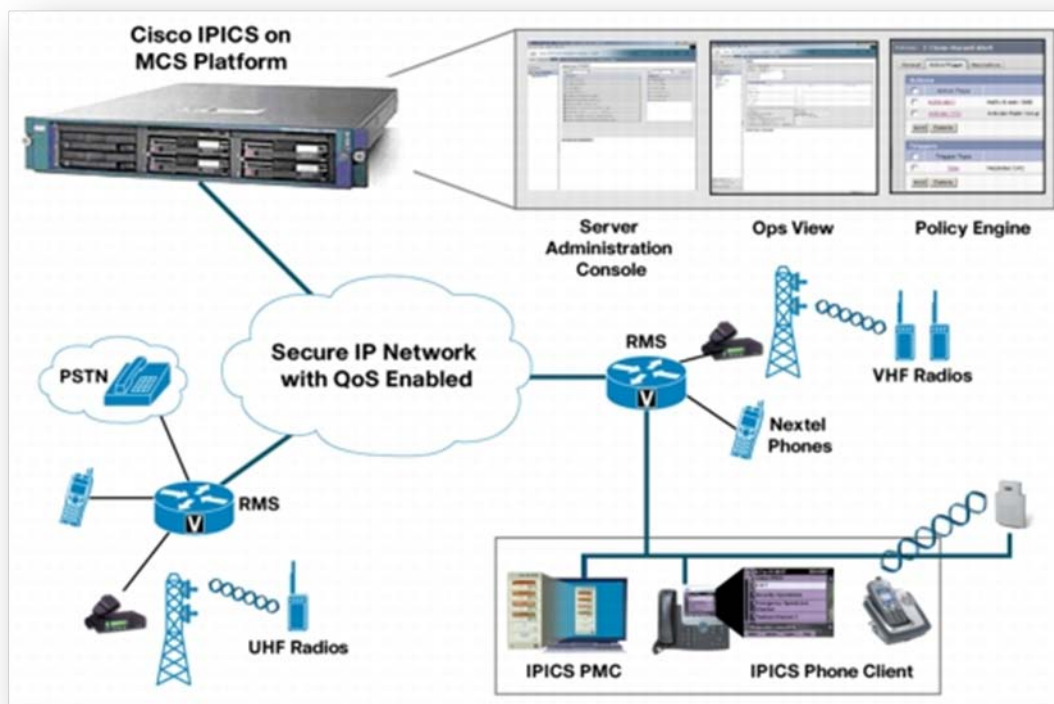 Cisco IPICS on
MCS Platform
Server
Administration
Console
Ops View
Policy Engine
Secure IP Network
with QoS Enabled
PSTN
RMS
VHF Radios
Nextel
Phones
RMS
V
V
UHF Radios
IPICS PMC
IPICS Phone Client